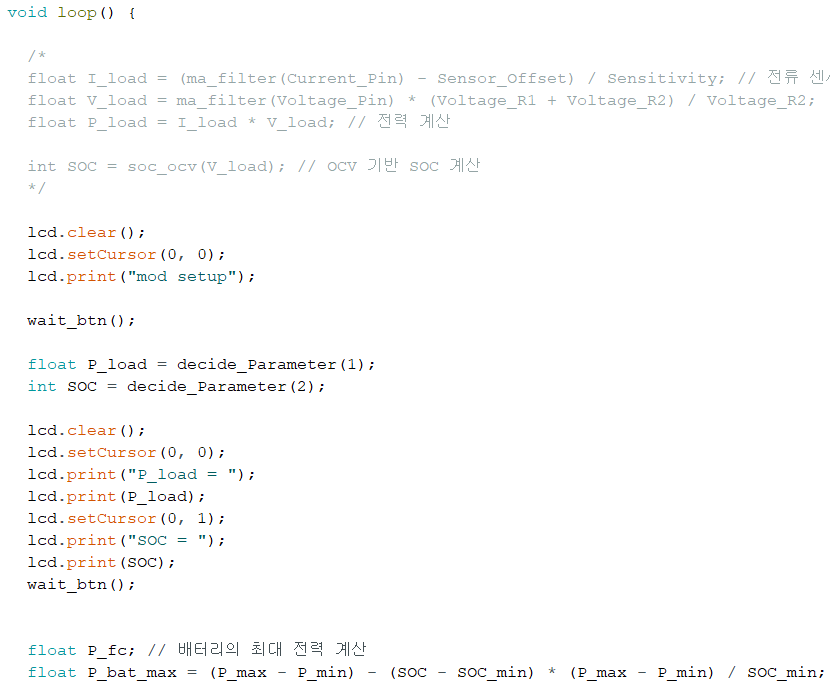 void loop() {
/*
float I_load = (ma_filter(Current_Pin) - Sensor_Offset) / Sensitivity; // 전류
float V_load = ma_filter(Voltage_Pin) * (Voltage_R1 + Voltage_R2) / Voltage_R2;
float P_load = I_load * V_load; // 전력 계산
int SOC = soc_ocv(V_load); // OCV 기반 SOC 계산
*/
lcd.clear();
lcd.setCursor(0, 0);
lcd.print("mod setup");
wait_btn();
float P_load = decide_Parameter(1);
int SOC = decide_Parameter(2);
lcd.clear();
lcd.setCursor(0, 0);
lcd.print("P_load = ");
lcd.print(P_load);
lcd.setCursor(0, 1);
lcd.print("SOC = ");
lcd.print(SOC);
wait_btn();
float P_fc; // 배터리의 최대 전력 계산
float P_bat_max = (P_max - P_min) - (SOC - SOC_min) * (P_max - P_min) / SOC_min;